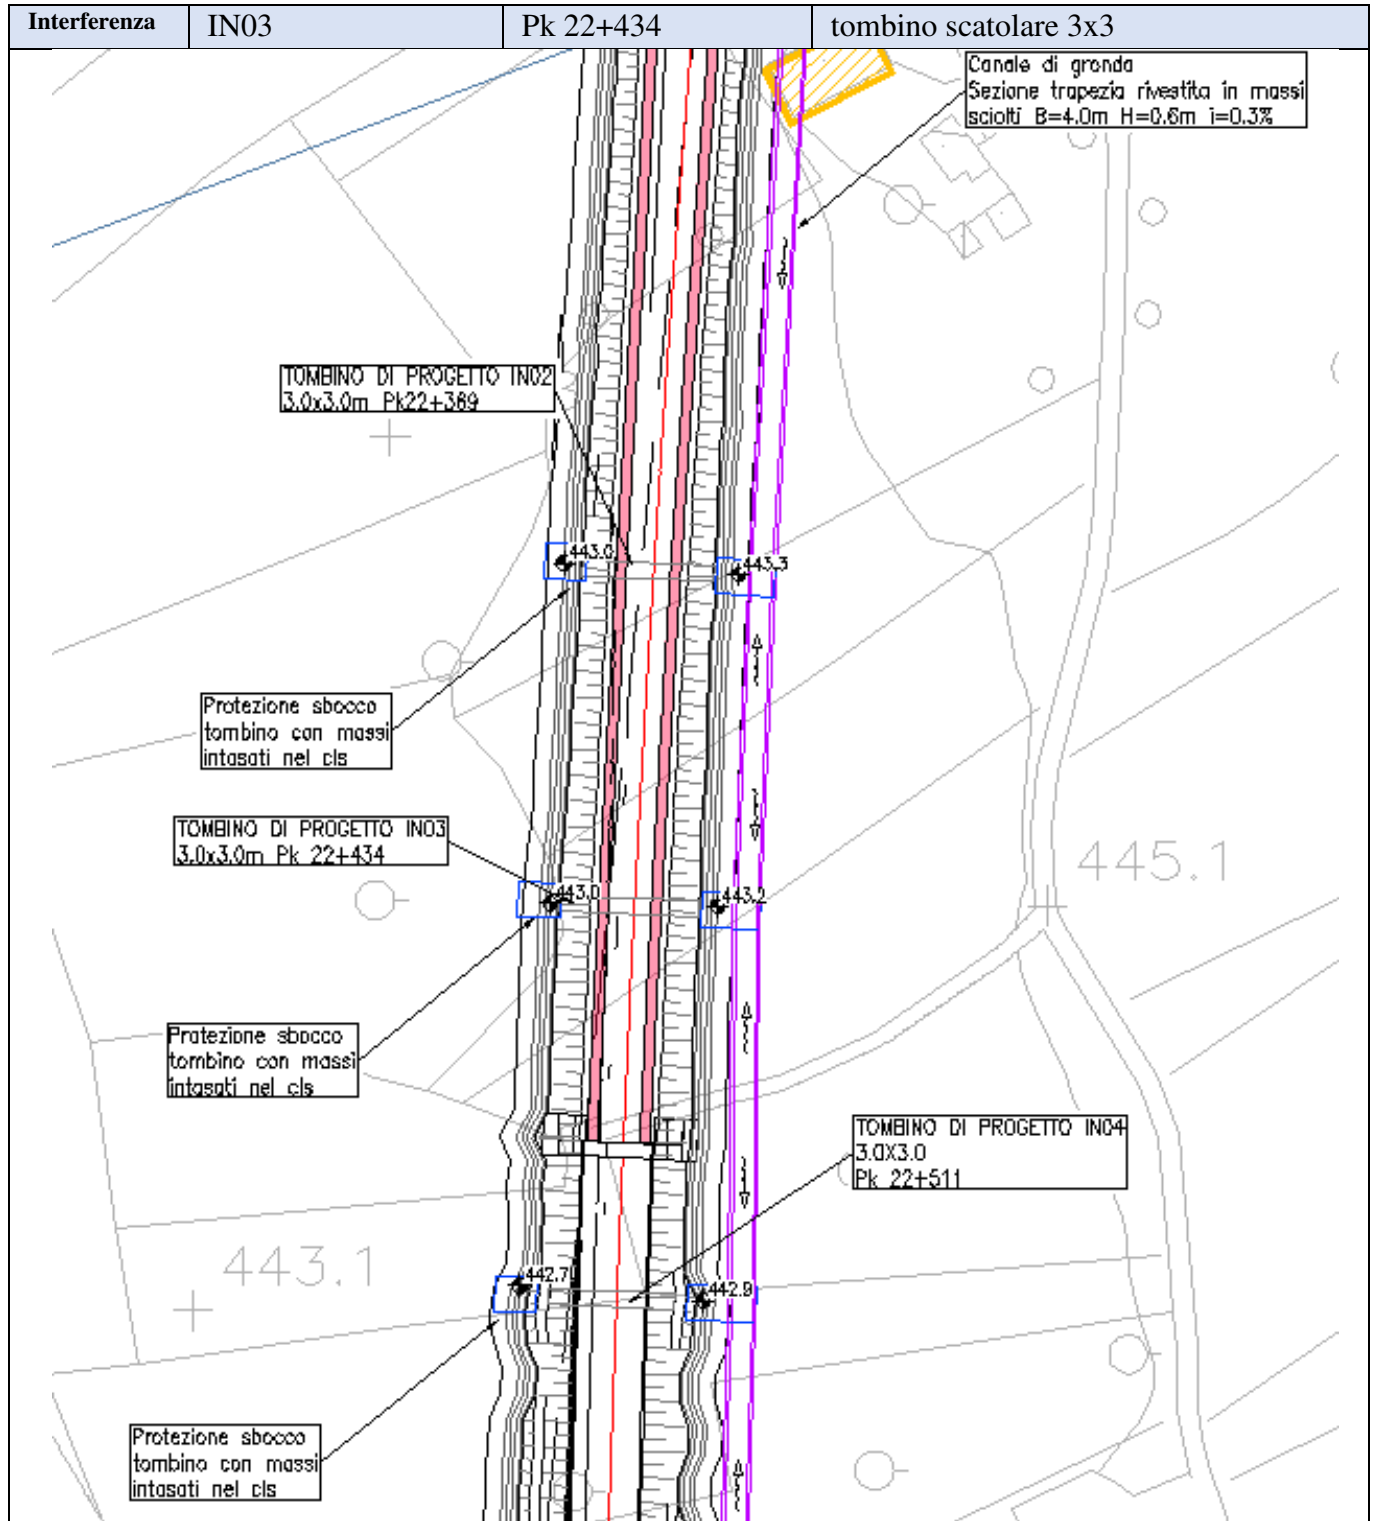 Interferenza IN03 Pk 22+434 tombino scatolare 3x3
Canale di gronda
Sezione trapezia rivestita in massi
sciolti B=4.0m H=0.6m i=0.3%
TOMBINO DI PROGETTO IN02
3.0x3.0m Pk22+369
443.0
443.3
Protezione sbocco
tombino con massi
intasati nel cls
TOMBINO DI PROGETTO IN03
3.0x3.0m Pk 22+434
443.0
443.2
445.1
Protezione sbocco
tombino con massi
intasati nel cls
TOMBINO DI PROGETTO IN04
3.0X3.0
Pk 22+511
443.1
442.7
442.9
Protezione sbocco
tombino con massi
intasati nel cls